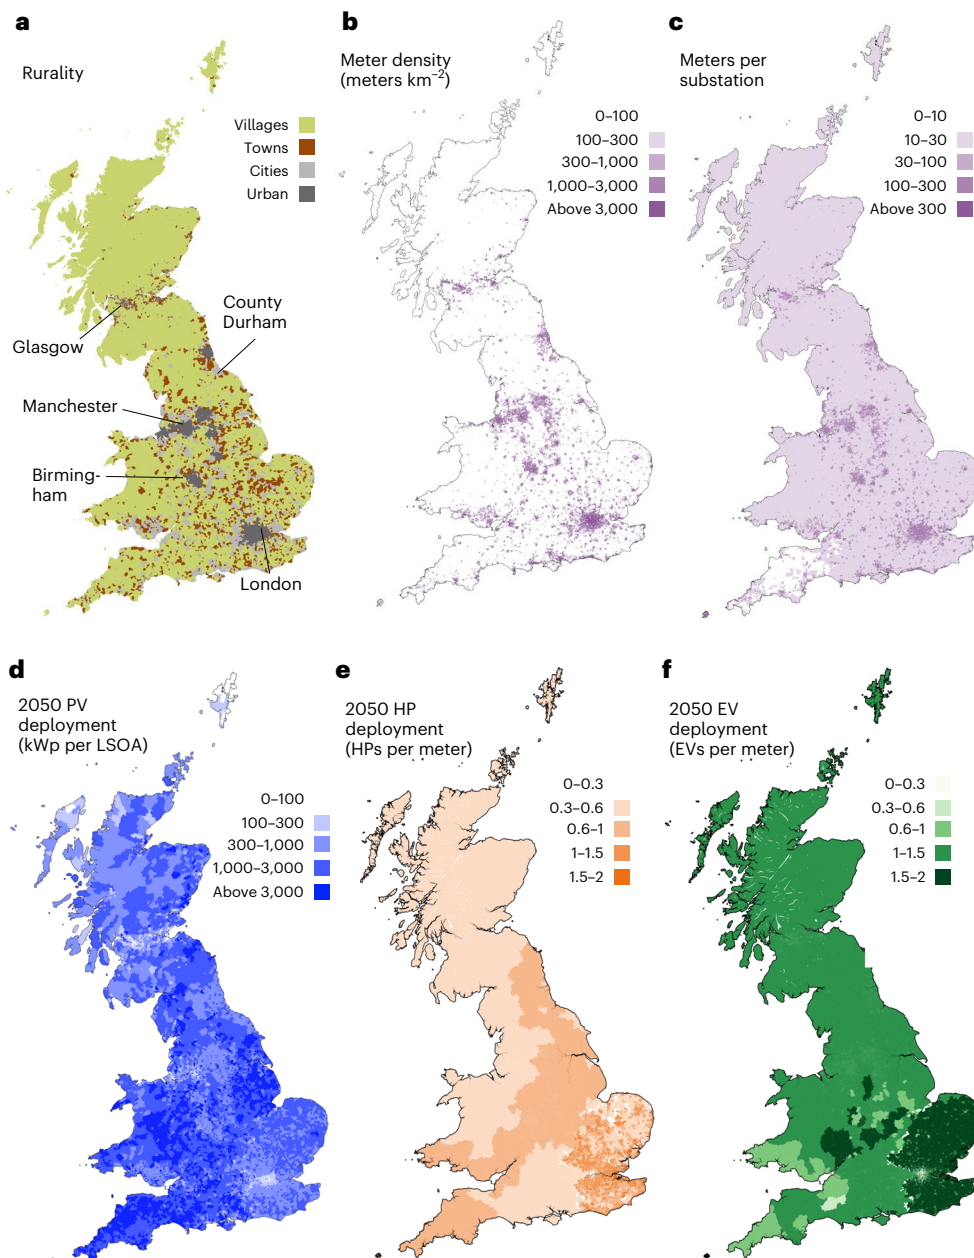 a
Rurality
Villages
Towns
Cities
Urban
County
Durham
Glasgow
Manchester
Birming-
ham
London
b
Meter density
(meters km⁻²)
0–100
100–300
300–1,000
1,000–3,000
Above 3,000
c
Meters per
substation
0–10
10–30
30–100
100–300
Above 300
d
2050 PV
deployment
(kWp per LSOA)
0–100
100–300
300–1,000
1,000–3,000
Above 3,000
e
2050 HP
deployment
(HPs per meter)
0–0.3
0.3–0.6
0.6–1
1–1.5
1.5–2
f
2050 EV
deployment
(EVs per meter)
0–0.3
0.3–0.6
0.6–1
1–1.5
1.5–2